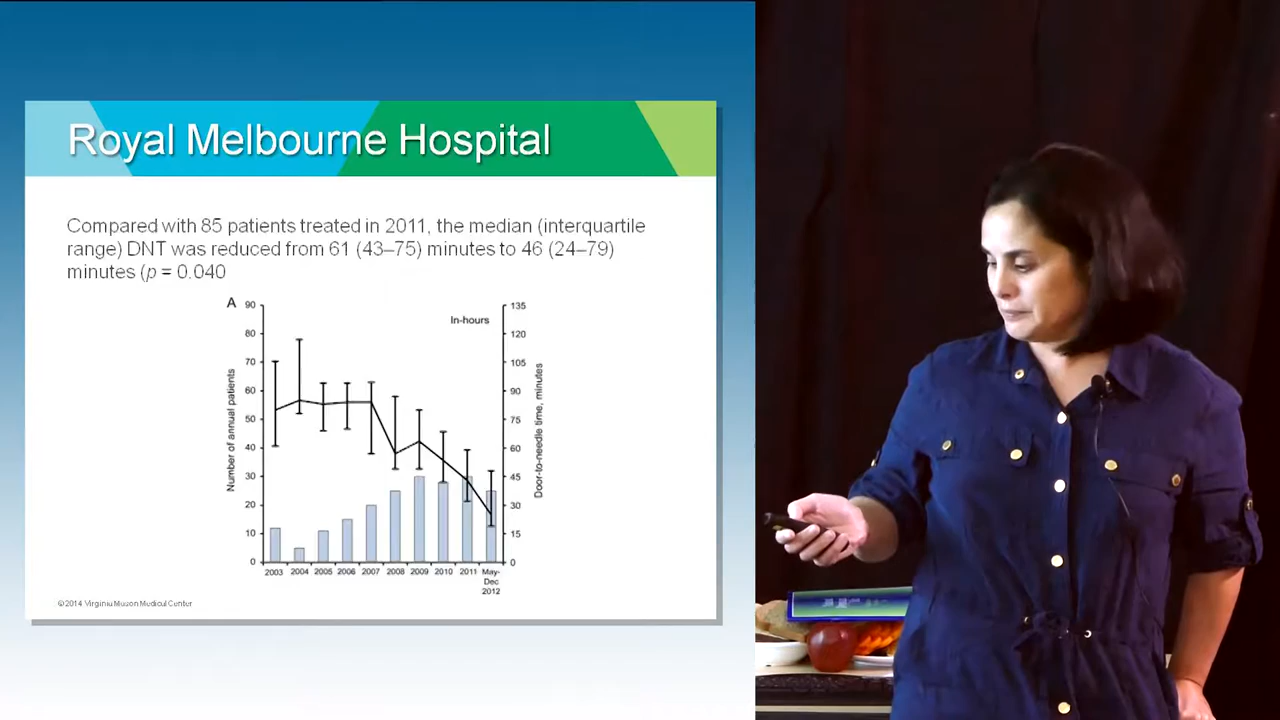 Royal Melbourne Hospital
Compared with 85 patients treated in 2011, the median (interquartile
range) DNT was reduced from 61 (43–75) minutes to 46 (24–79)
minutes (p = 0.040
A
In-hours
Number of annual patients
90
80
70
60
50
40
30
20
10
0
Door-to-needle time, minutes
135
120
105
90
75
60
45
30
15
0
2003 2004 2005 2006 2007 2008 2009 2010 2011 May-
Dec
2012
© 2014 Virginia Mason Medical Center